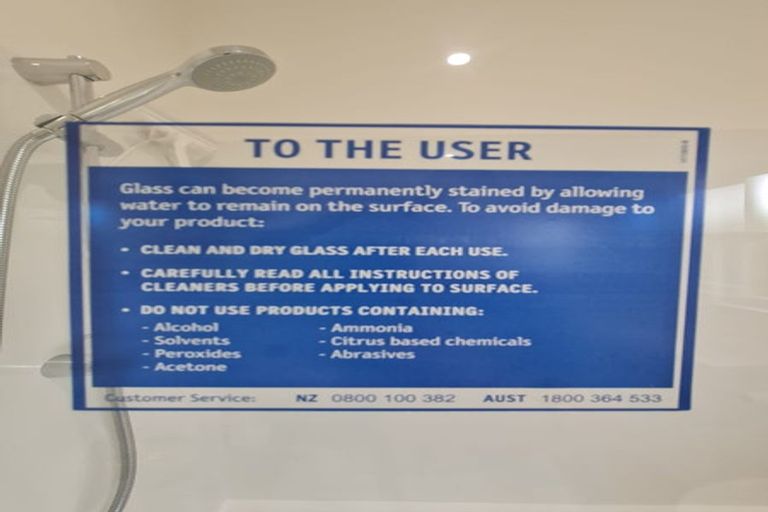 TO THE USER
Glass can become permanently stained by allowing
water to remain on the surface. To avoid damage to
your product:
• CLEAN AND DRY GLASS AFTER EACH USE.
• CAREFULLY READ ALL INSTRUCTIONS OF
CLEANERS BEFORE APPLYING TO SURFACE.
• DO NOT USE PRODUCTS CONTAINING:
- Alcohol - Ammonia
- Solvents - Citrus based chemicals
- Peroxides - Abrasives
- Acetone
Customer Service: NZ 0800 100 382 AUST 1800 364 533